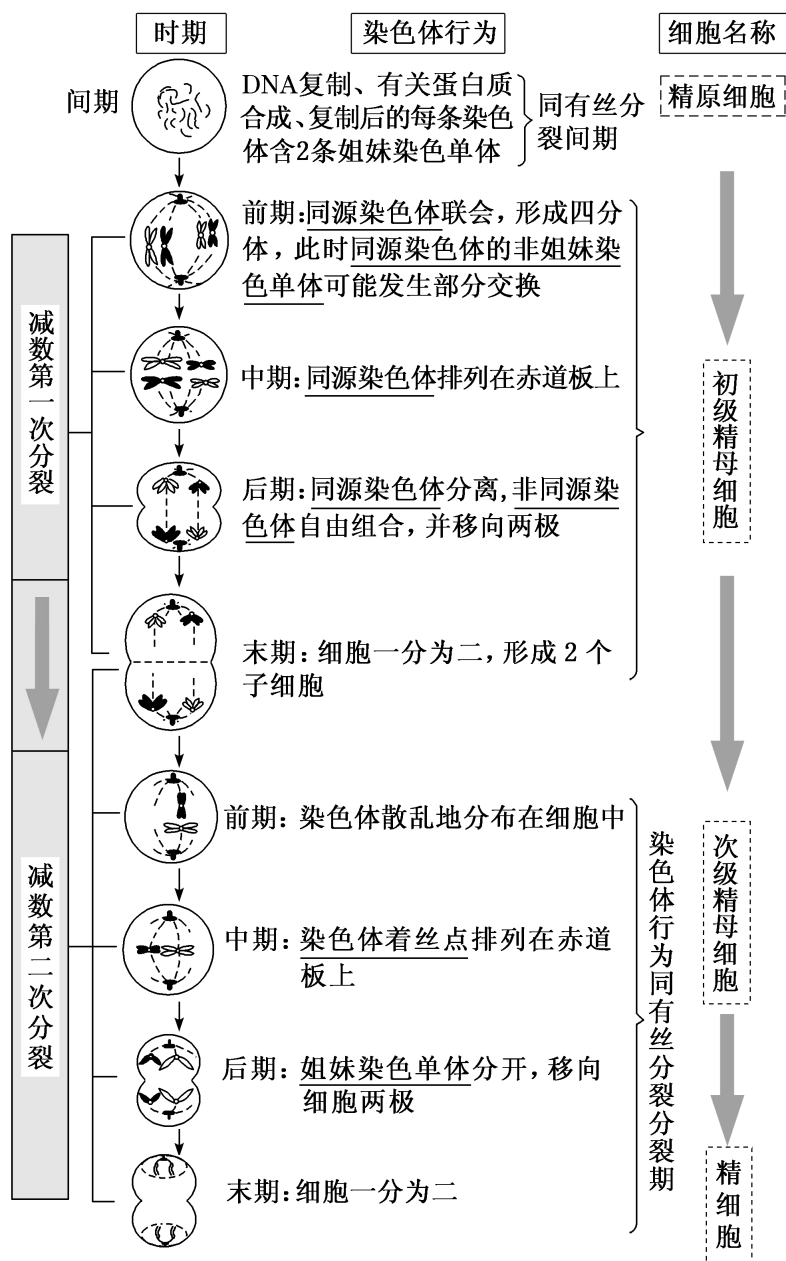 时期
染色体行为
细胞名称
间期
DNA复制、有关蛋白质
合成、复制后的每条染色
体含2条姐妹染色单体
同有丝分
裂间期
精原细胞
减数第一次分裂
前期:同源染色体联会,形成四分
体,此时同源染色体的非姐妹染
色单体可能发生部分交换
中期:同源染色体排列在赤道板上
后期:同源染色体分离,非同源染
色体自由组合,并移向两极
末期:细胞一分为二,形成2个
子细胞
初级精母细胞
减数第二次分裂
前期:染色体散乱地分布在细胞中
中期:染色体着丝点排列在赤道
板上
后期:姐妹染色单体分开,移向
细胞两极
末期:细胞一分为二
染色体行为同有丝分裂分裂期
次级精母细胞
精细胞